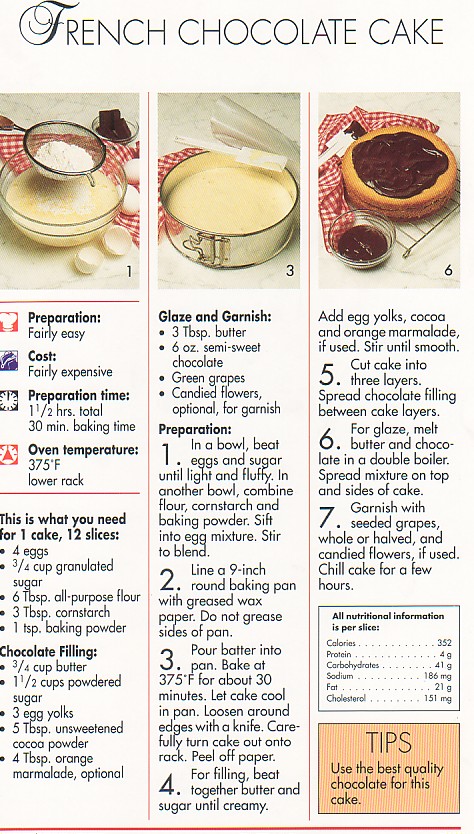 FRENCH CHOCOLATE CAKE
1
3
6
Preparation:
Fairly easy
Cost:
Fairly expensive
Preparation time:
1 1/2 hrs. total
30 min. baking time
Oven temperature:
375°F
lower rack
This is what you need
for 1 cake, 12 slices:
• 4 eggs
• 3/4 cup granulated
sugar
• 6 Tbsp. all-purpose flour
• 3 Tbsp. cornstarch
• 1 tsp. baking powder
Chocolate Filling:
• 3/4 cup butter
• 1 1/2 cups powdered
sugar
• 3 egg yolks
• 5 Tbsp. unsweetened
cocoa powder
• 4 Tbsp. orange
marmalade, optional
Glaze and Garnish:
• 3 Tbsp. butter
• 6 oz. semi-sweet
chocolate
• Green grapes
• Candied flowers,
optional, for garnish
Preparation:
1. In a bowl, beat
eggs and sugar
until light and fluffy. In
another bowl, combine
flour, cornstarch and
baking powder. Sift
into egg mixture. Stir
to blend.
2. Line a 9-inch
round baking pan
with greased wax
paper. Do not grease
sides of pan.
3. Pour batter into
pan. Bake at
375°F for about 30
minutes. Let cake cool
in pan. Loosen around
edges with a knife. Care-
fully turn cake out onto
rack. Peel off paper.
4. For filling, beat
together butter and
sugar until creamy.
Add egg yolks, cocoa
and orange marmalade,
if used. Stir until smooth.
5. Cut cake into
three layers.
Spread chocolate filling
between cake layers.
6. For glaze, melt
butter and choco-
late in a double boiler.
Spread mixture on top
and sides of cake.
7. Garnish with
seeded grapes,
whole or halved, and
candied flowers, if used.
Chill cake for a few
hours.
All nutritional information
is per slice:
Calories . . . . . . . . . . . 352
Protein . . . . . . . . . . . . 4 g
Carbohydrates . . . . . . . . 41 g
Sodium . . . . . . . . . . 186 mg
Fat . . . . . . . . . . . . . 21 g
Cholesterol . . . . . . . . 151 mg
TIPS
Use the best quality
chocolate for this
cake.